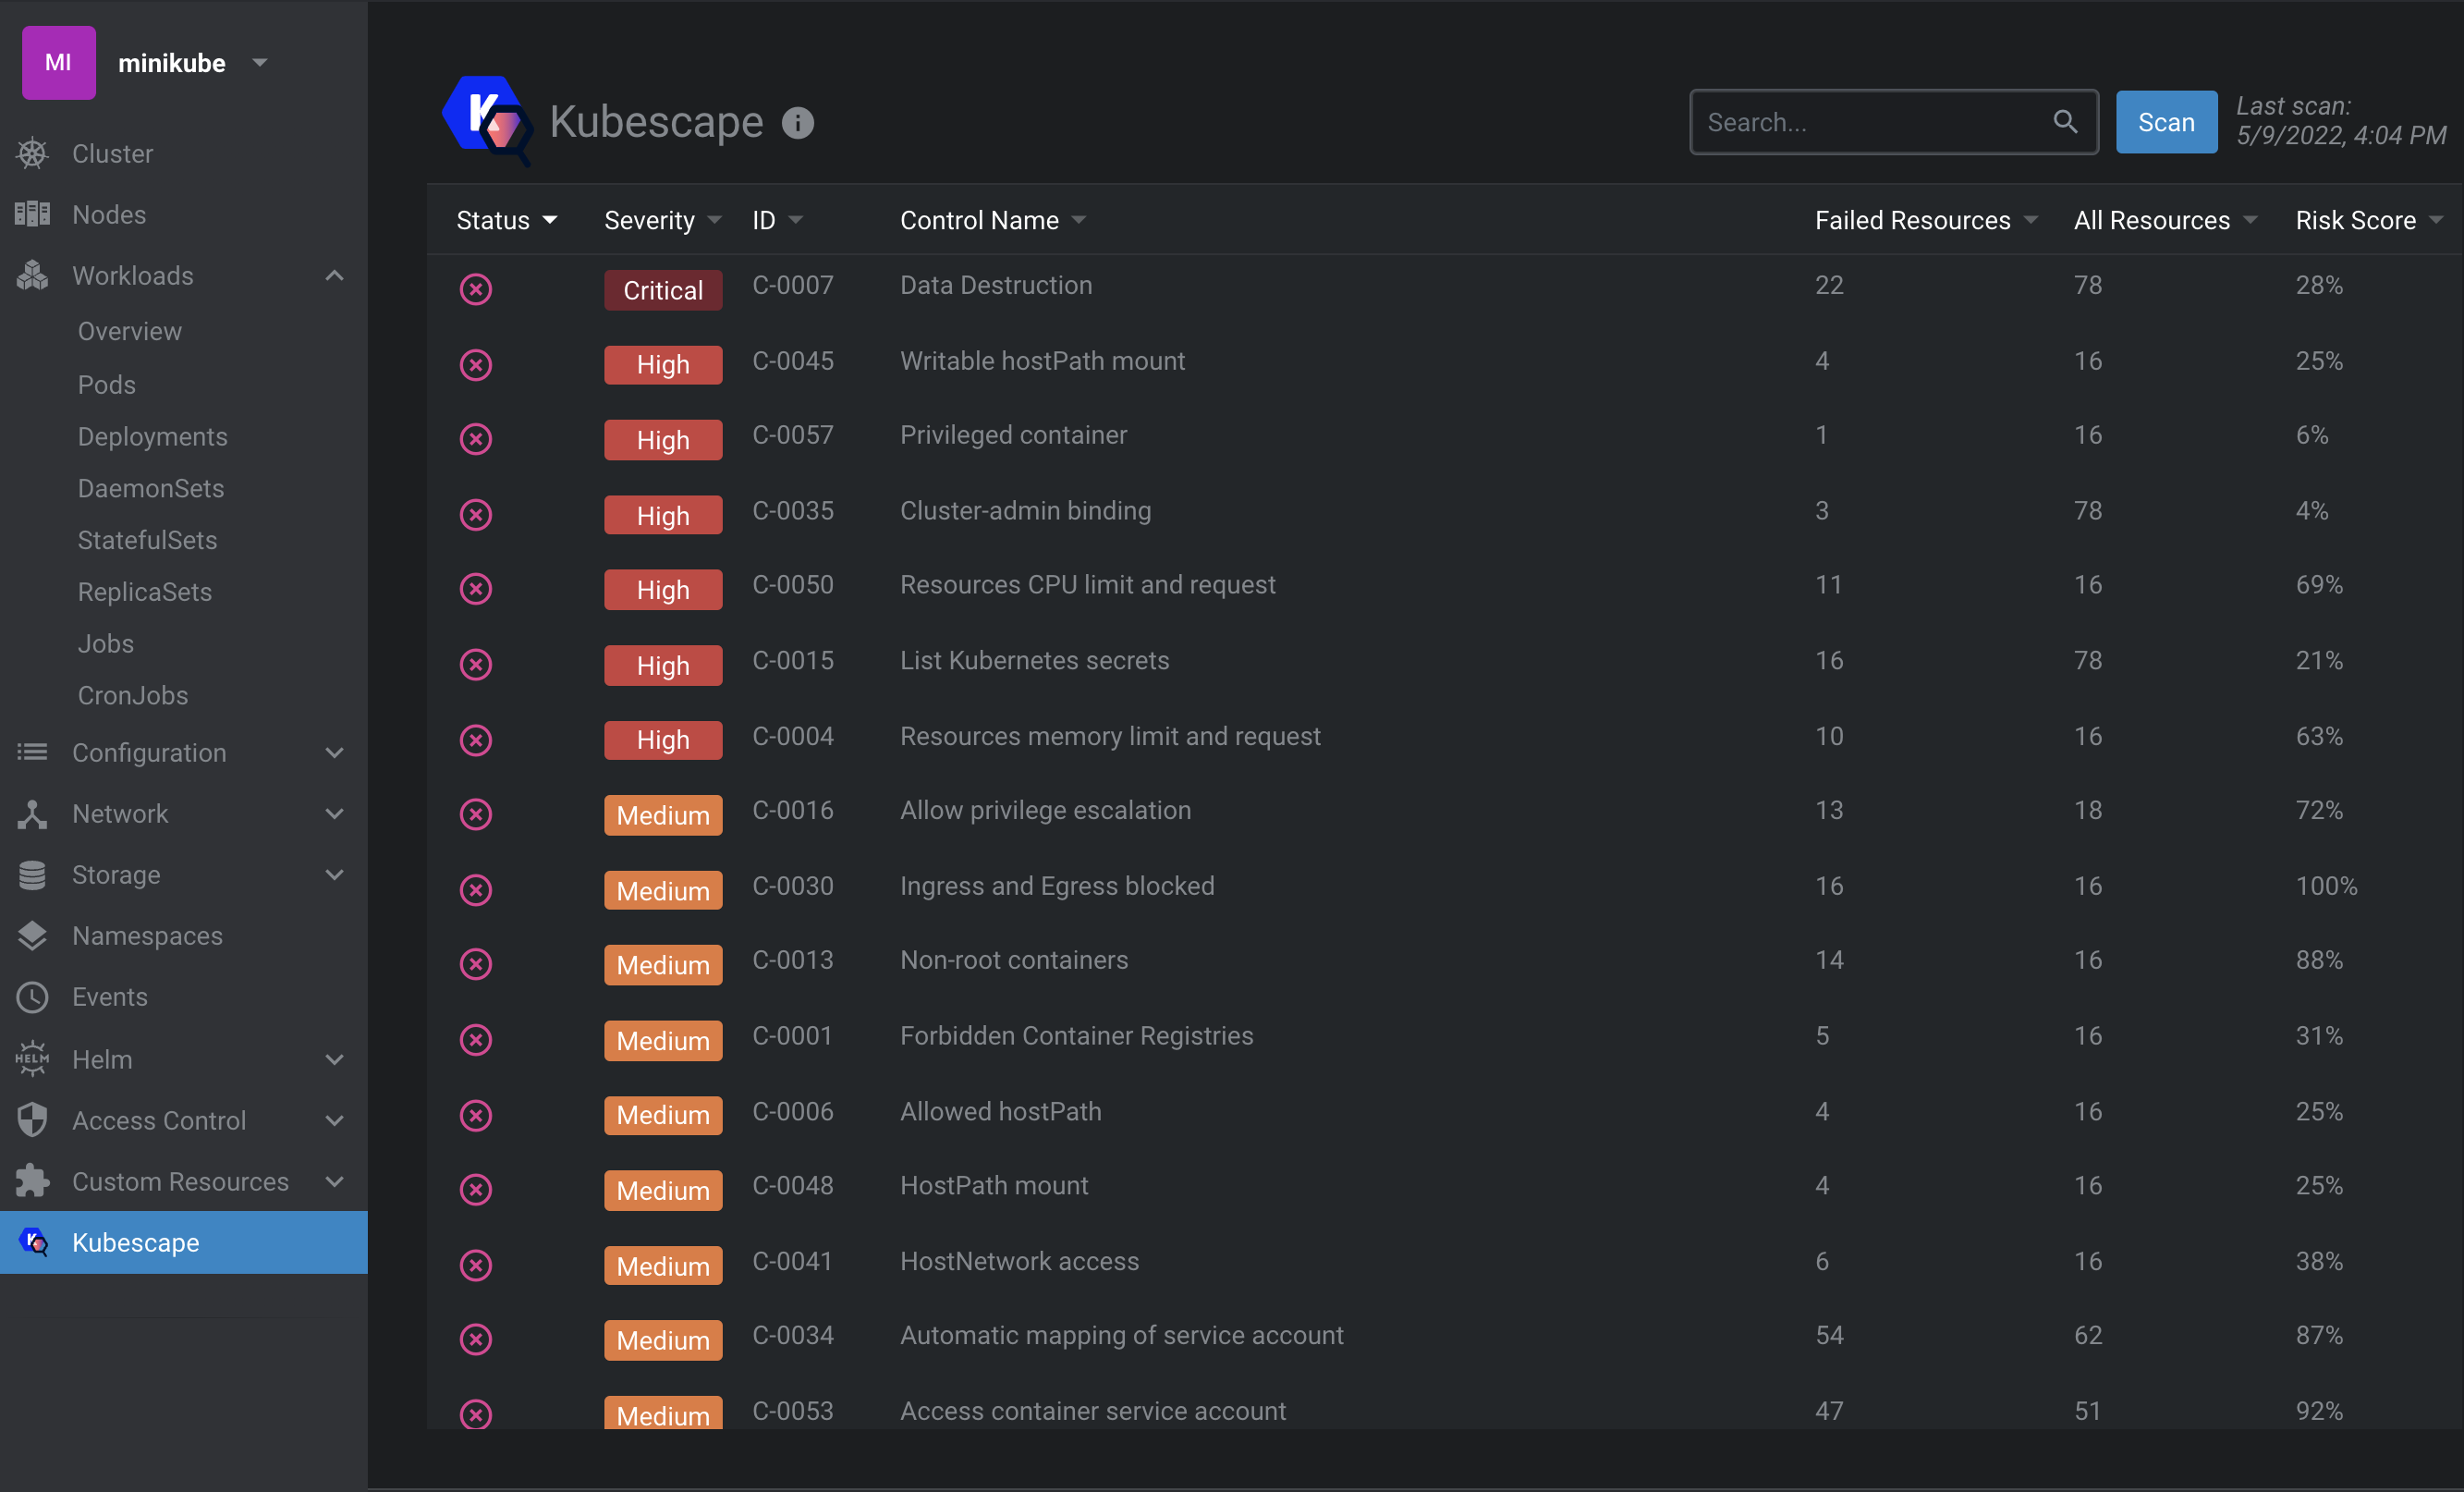 MI
minikube
Cluster
Nodes
Workloads
Overview
Pods
Deployments
DaemonSets
StatefulSets
ReplicaSets
Jobs
CronJobs
Configuration
Network
Storage
Namespaces
Events
HELM
Helm
Access Control
Custom Resources
K
Kubescape
K
Kubescape
Search...
Scan
Last scan:
5/9/2022, 4:04 PM
Status Severity ID Control Name Failed Resources All Resources Risk Score
Critical C-0007 Data Destruction 22 78 28%
High C-0045 Writable hostPath mount 4 16 25%
High C-0057 Privileged container 1 16 6%
High C-0035 Cluster-admin binding 3 78 4%
High C-0050 Resources CPU limit and request 11 16 69%
High C-0015 List Kubernetes secrets 16 78 21%
High C-0004 Resources memory limit and request 10 16 63%
Medium C-0016 Allow privilege escalation 13 18 72%
Medium C-0030 Ingress and Egress blocked 16 16 100%
Medium C-0013 Non-root containers 14 16 88%
Medium C-0001 Forbidden Container Registries 5 16 31%
Medium C-0006 Allowed hostPath 4 16 25%
Medium C-0048 HostPath mount 4 16 25%
Medium C-0041 HostNetwork access 6 16 38%
Medium C-0034 Automatic mapping of service account 54 62 87%
Medium C-0053 Access container service account 47 51 92%